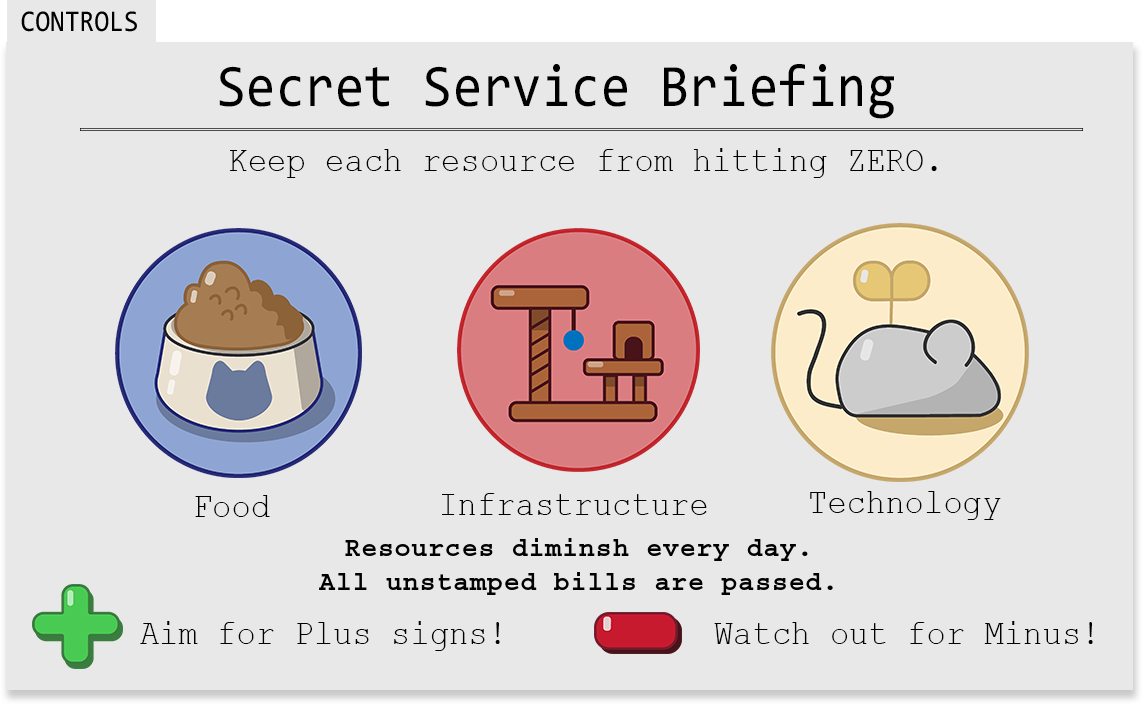 CONTROLS
Secret Service Briefing
Keep each resource from hitting ZERO.
Food
Infrastructure
Technology
Resources diminsh every day.
All unstamped bills are passed.
Aim for Plus signs!
Watch out for Minus!